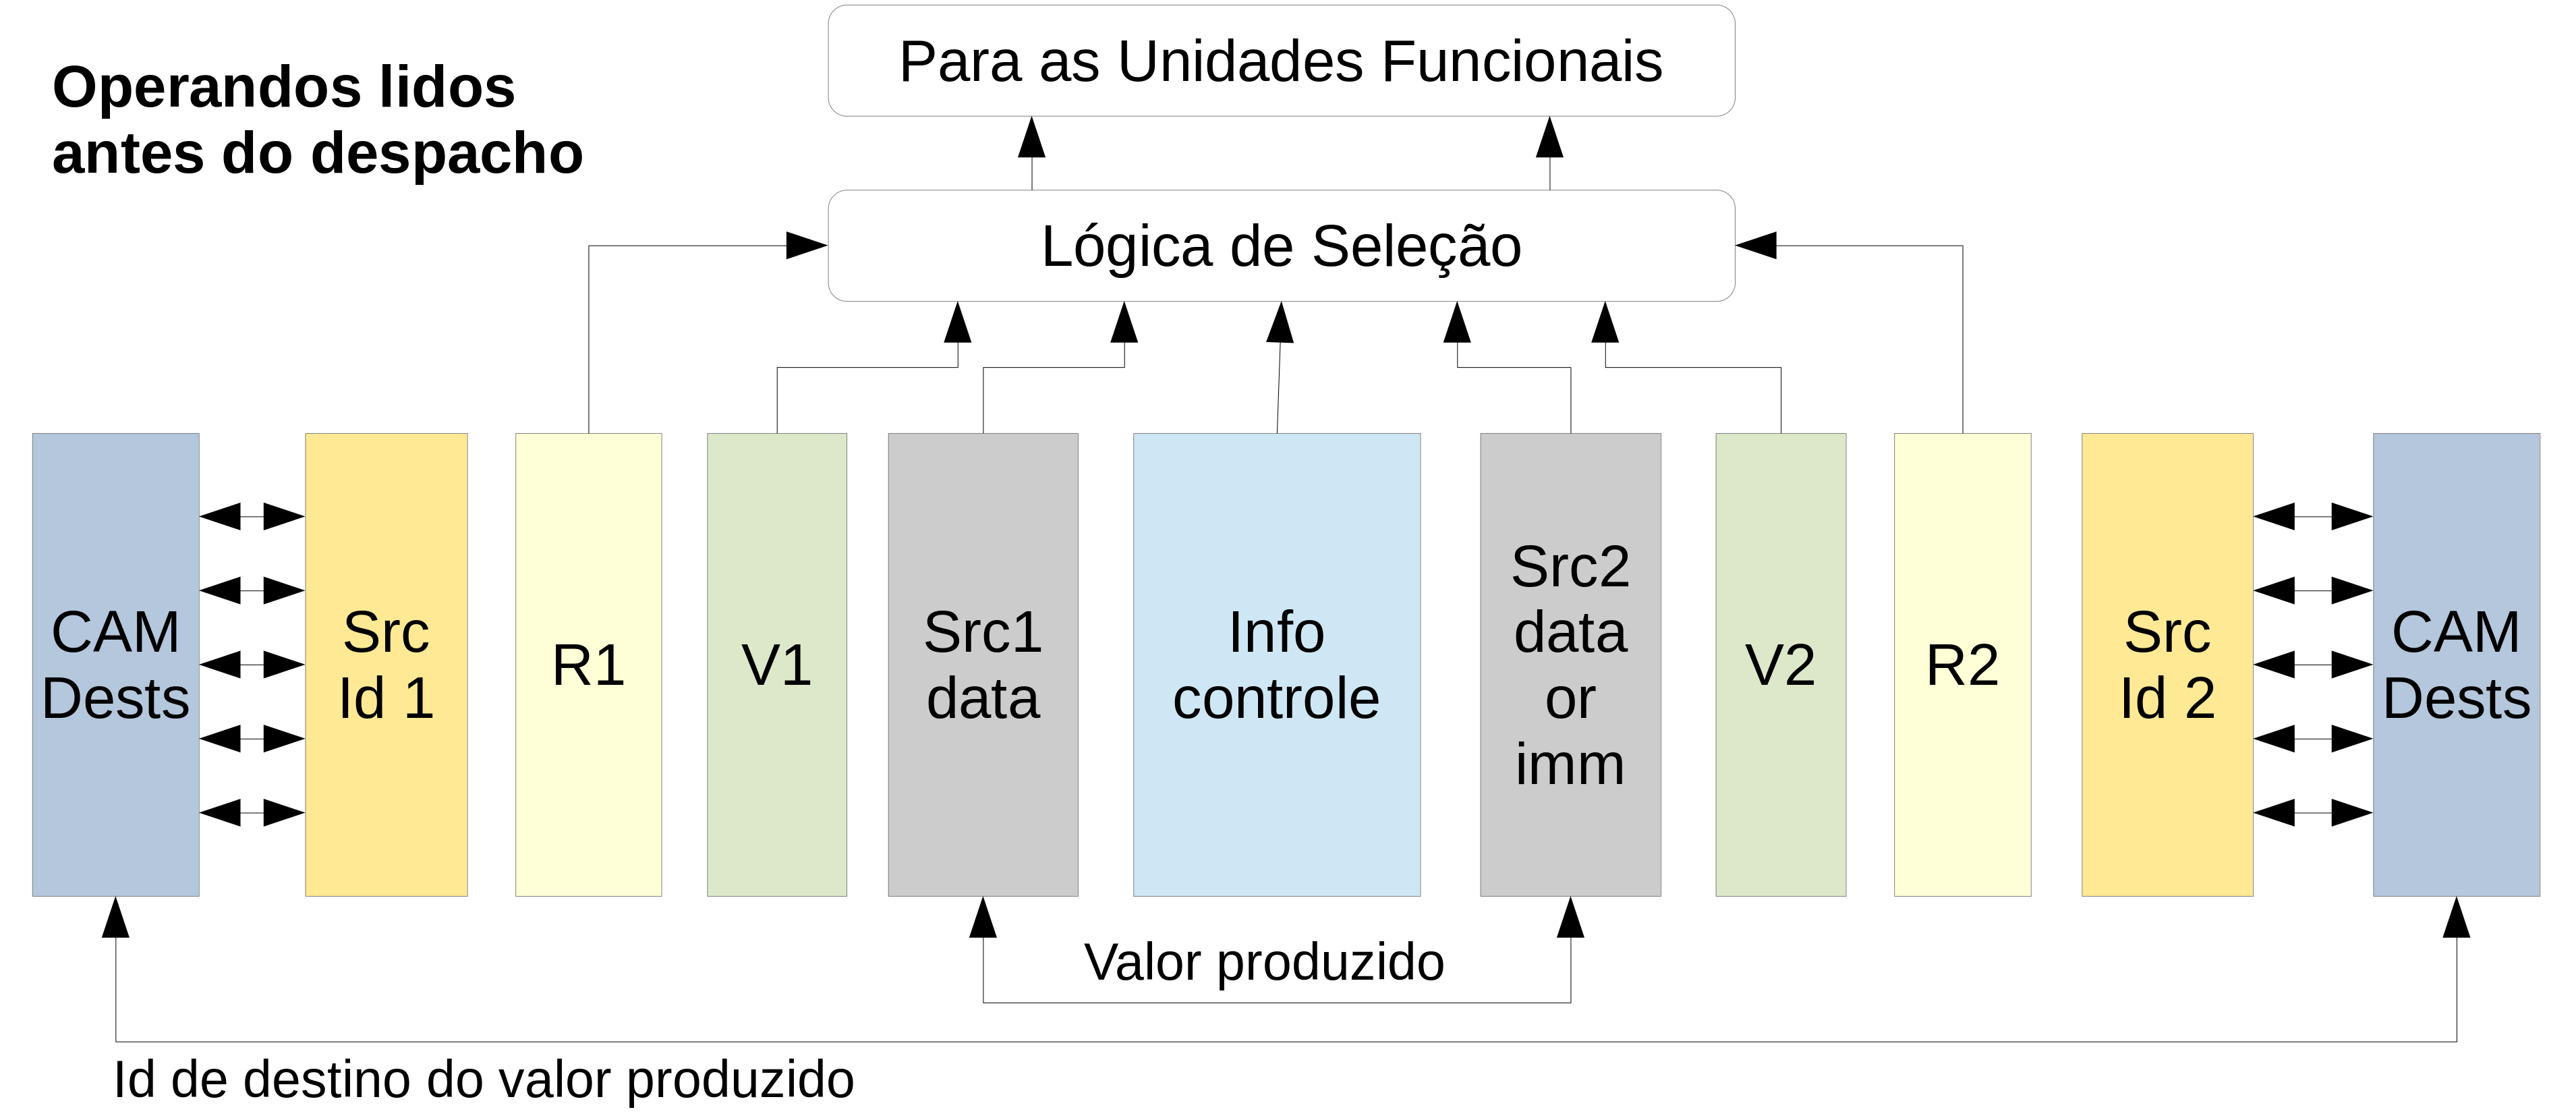 Para as Unidades Funcionais
Operandos lidos
antes do despacho
Lógica de Seleção
CAM
Dests
Src
Id 1
R1
V1
Src1
data
Info
controle
Src2
data
or
imm
V2
R2
Src
Id 2
CAM
Dests
Valor produzido
Id de destino do valor produzido